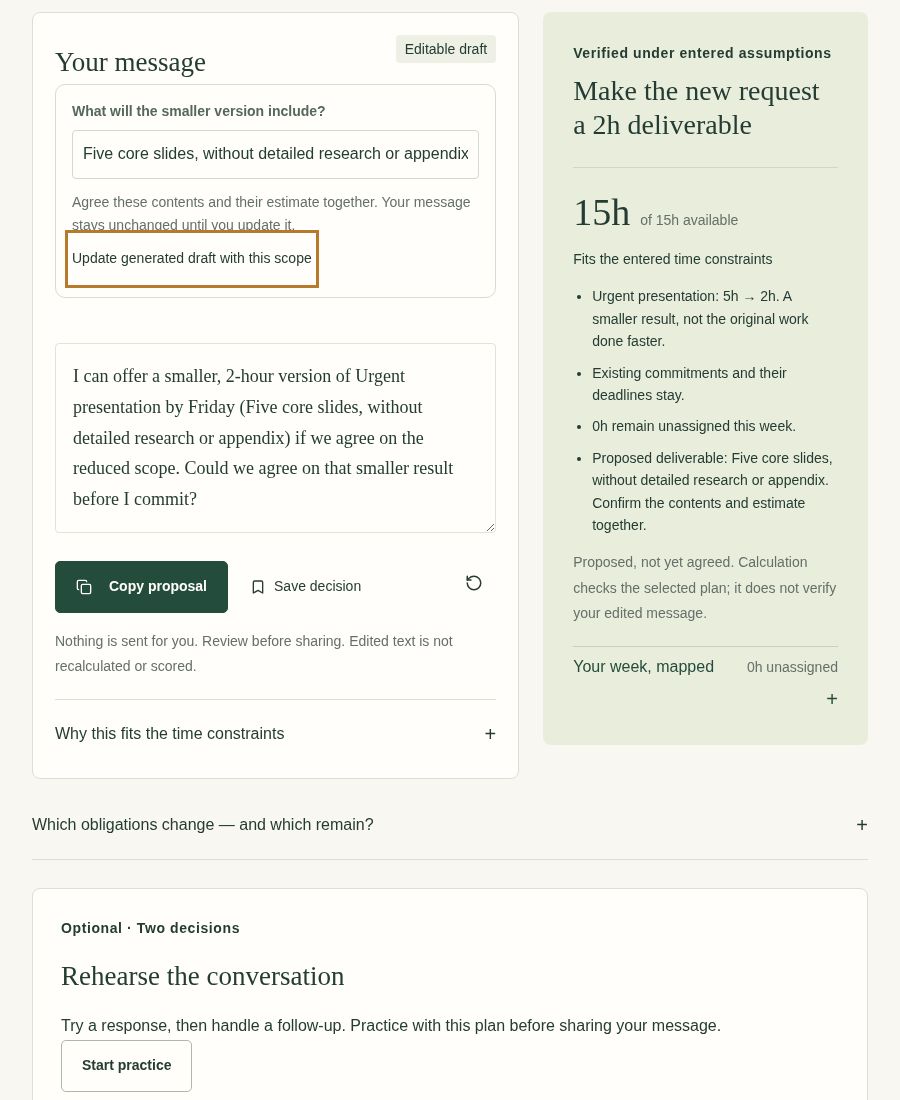 Your message
Editable draft
What will the smaller version include?
Five core slides, without detailed research or appendix
Agree these contents and their estimate together. Your message
stays unchanged until you update it.
Update generated draft with this scope
I can offer a smaller, 2-hour version of Urgent
presentation by Friday (Five core slides, without
detailed research or appendix) if we agree on the
reduced scope. Could we agree on that smaller result
before I commit?
Copy proposal
Save decision
Nothing is sent for you. Review before sharing. Edited text is not
recalculated or scored.
Why this fits the time constraints
+
Verified under entered assumptions
Make the new request
a 2h deliverable
15h of 15h available
Fits the entered time constraints
• Urgent presentation: 5h → 2h. A
smaller result, not the original work
done faster.
• Existing commitments and their
deadlines stay.
• 0h remain unassigned this week.
• Proposed deliverable: Five core slides,
without detailed research or appendix.
Confirm the contents and estimate
together.
Proposed, not yet agreed. Calculation
checks the selected plan; it does not verify
your edited message.
Your week, mapped
0h unassigned
+
Which obligations change — and which remain?
+
Optional · Two decisions
Rehearse the conversation
Try a response, then handle a follow-up. Practice with this plan before sharing your message.
Start practice